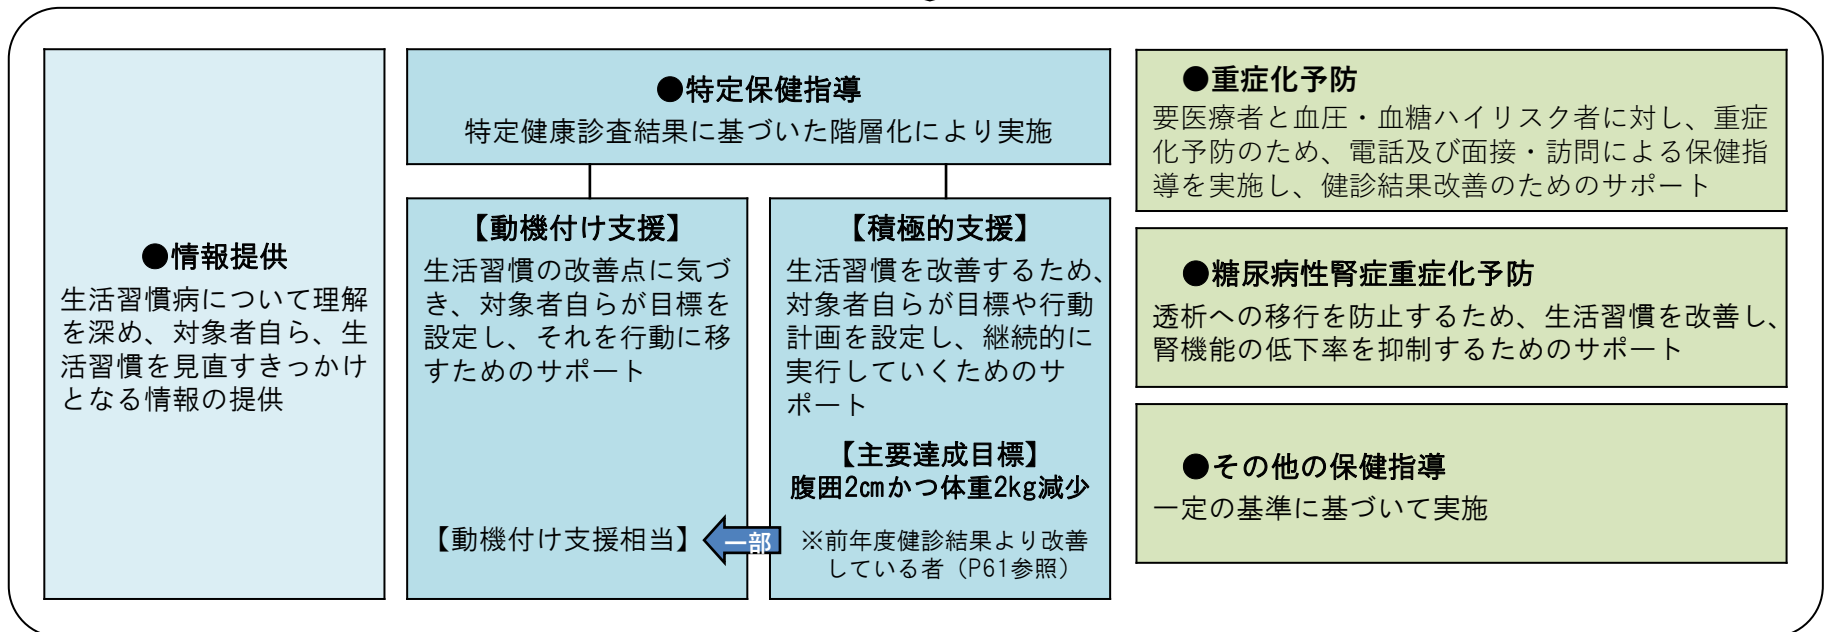 ●情報提供
生活習慣病について理解
を深め、対象者自ら、生
活習慣を見直すきっかけ
となる情報の提供
●特定保健指導
特定健康診査結果に基づいた階層化により実施
【動機付け支援】
生活習慣の改善点に気づ
き、対象者自らが目標を
設定し、それを行動に移
すためのサポート
【動機付け支援相当】
【積極的支援】
生活習慣を改善するため、
対象者自らが目標や行動
計画を設定し、継続的に
実行していくためのサ
ポート
【主要達成目標】
腹囲2㎝かつ体重2kg減少
一部
※前年度健診結果より改善
している者（P61参照）
●重症化予防
要医療者と血圧・血糖ハイリスク者に対し、重症
化予防のため、電話及び面接・訪問による保健指
導を実施し、健診結果改善のためのサポート
●糖尿病性腎症重症化予防
透析への移行を防止するため、生活習慣を改善し、
腎機能の低下率を抑制するためのサポート
●その他の保健指導
一定の基準に基づいて実施